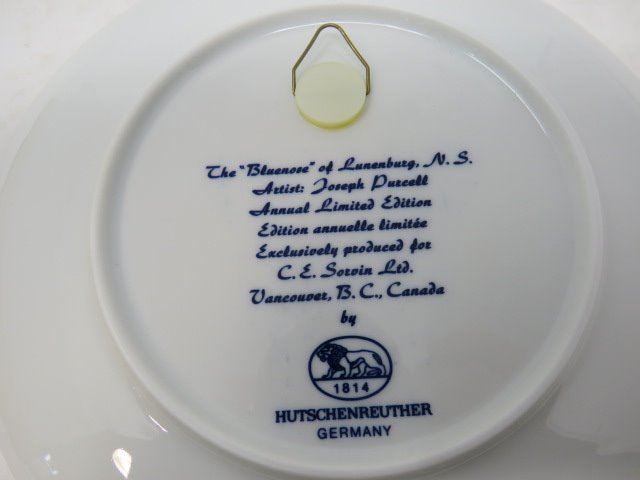 The "Bluenose" of Lunenburg, N. S.
Artist: Joseph Purcell
Annual Limited Edition
Edition annuelle limitée
Exclusively produced for
C. E. Sorvin Ltd.
Vancouver, B. C., Canada
by
1814
HUTSCHENREUTHER
GERMANY